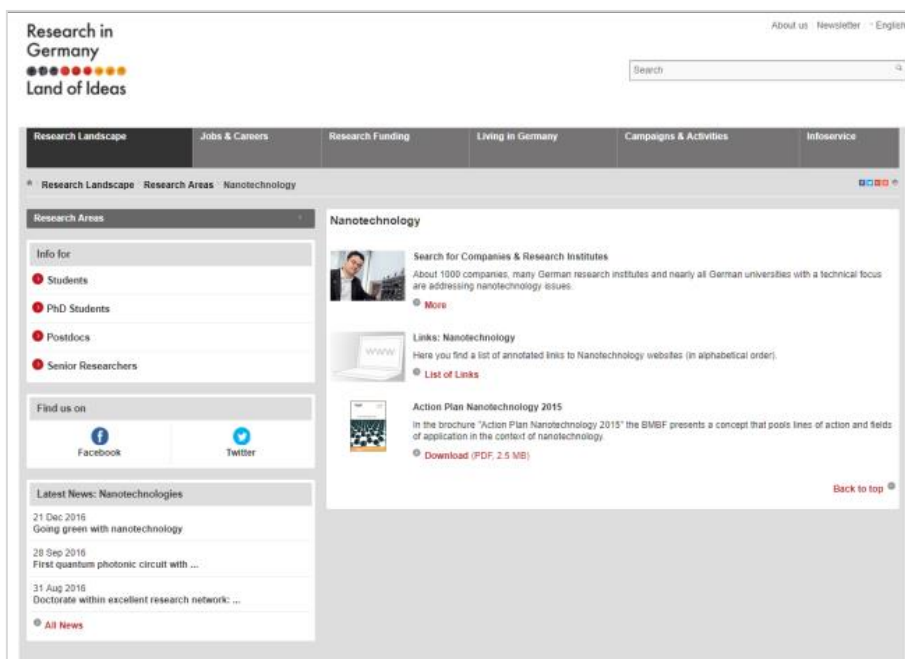 Research in
Germany
Land of Ideas
About us Newsletter English
Search
Research Landscape Jobs & Careers Research Funding Living in Germany Campaigns & Activities Infoservice
Research Landscape Research Areas Nanotechnology
Research Areas
Info for
Students
PhD Students
Postdocs
Senior Researchers
Find us on
Facebook Twitter
Latest News: Nanotechnologies
21 Dec 2016
Going green with nanotechnology
28 Sep 2016
First quantum photonic circuit with ...
31 Aug 2016
Doctorate within excellent research network: ...
All News
Nanotechnology
Search for Companies & Research Institutes
About 1000 companies, many German research institutes and nearly all German universities with a technical focus
are addressing nanotechnology issues.
More
WWW
Links: Nanotechnology
Here you find a list of annotated links to Nanotechnology websites (in alphabetical order).
List of Links
Action Plan Nanotechnology 2015
In the brochure "Action Plan Nanotechnology 2015" the BMBF presents a concept that pools lines of action and fields
of application in the context of nanotechnology.
Download (PDF, 2.5 MB)
Back to top